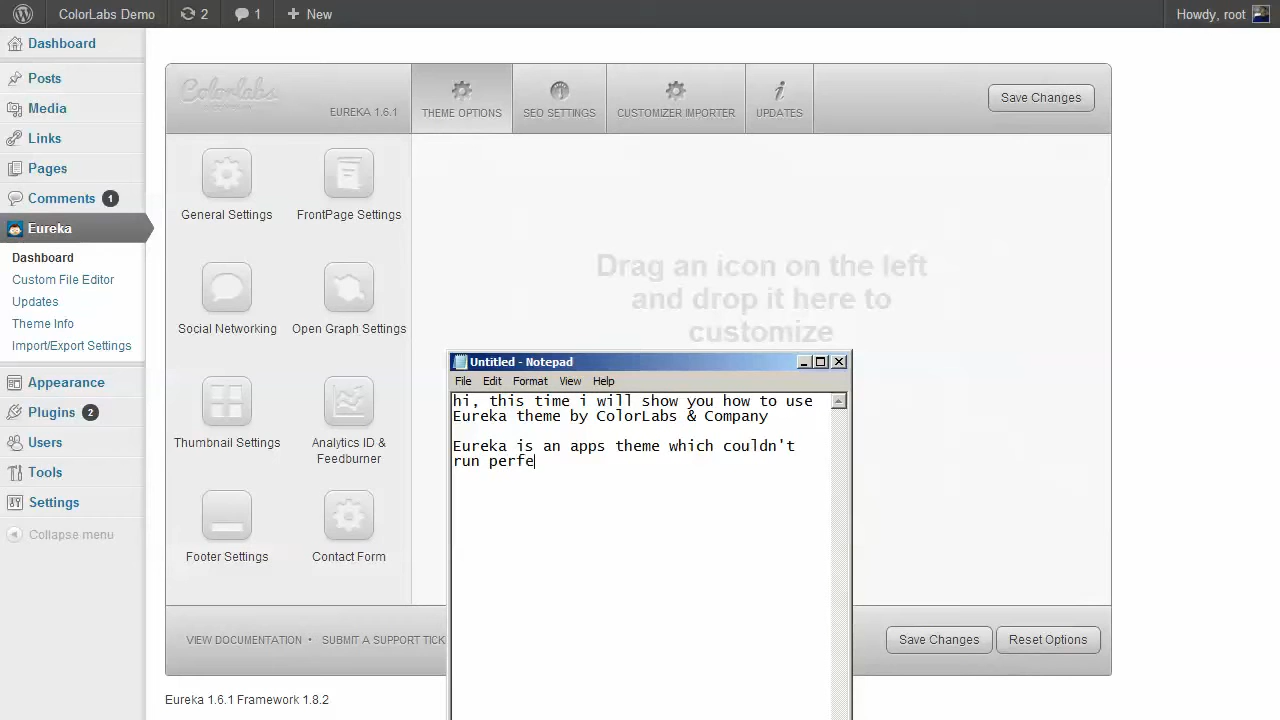 ColorLabs Demo 2 1 New Howdy, root
Dashboard
Posts
Media
Links
Pages
Comments 1
Eureka
Dashboard
Custom File Editor
Updates
Theme Info
Import/Export Settings
Appearance
Plugins 2
Users
Tools
Settings
Collapse menu
Colorlabs
EUREKA 1.6.1
THEME OPTIONS
SEO SETTINGS
CUSTOMIZER IMPORTER
UPDATES
Save Changes
General Settings
FrontPage Settings
Social Networking
Open Graph Settings
Thumbnail Settings
Analytics ID &
Feedburner
Footer Settings
Contact Form
Drag an icon on the left
and drop it here to
customize
Untitled - Notepad
File Edit Format View Help
hi, this time i will show you how to use
Eureka theme by ColorLabs & Company
Eureka is an apps theme which couldn't
run perfe
VIEW DOCUMENTATION • SUBMIT A SUPPORT TICK
Save Changes
Reset Options
Eureka 1.6.1 Framework 1.8.2